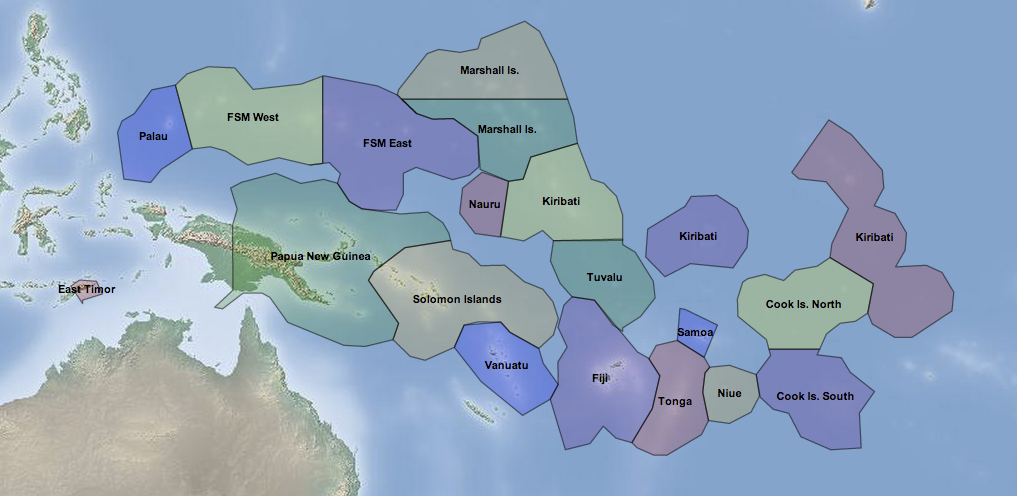 Marshall Is.
FSM West
Marshall Is.
Palau
FSM East
Kiribati
Nauru
Kiribati
Kiribati
Papua New Guinea
Tuvalu
East Timor
Solomon Islands
Cook Is. North
Samoa
Vanuatu
Fiji
Niue
Cook Is. South
Tonga